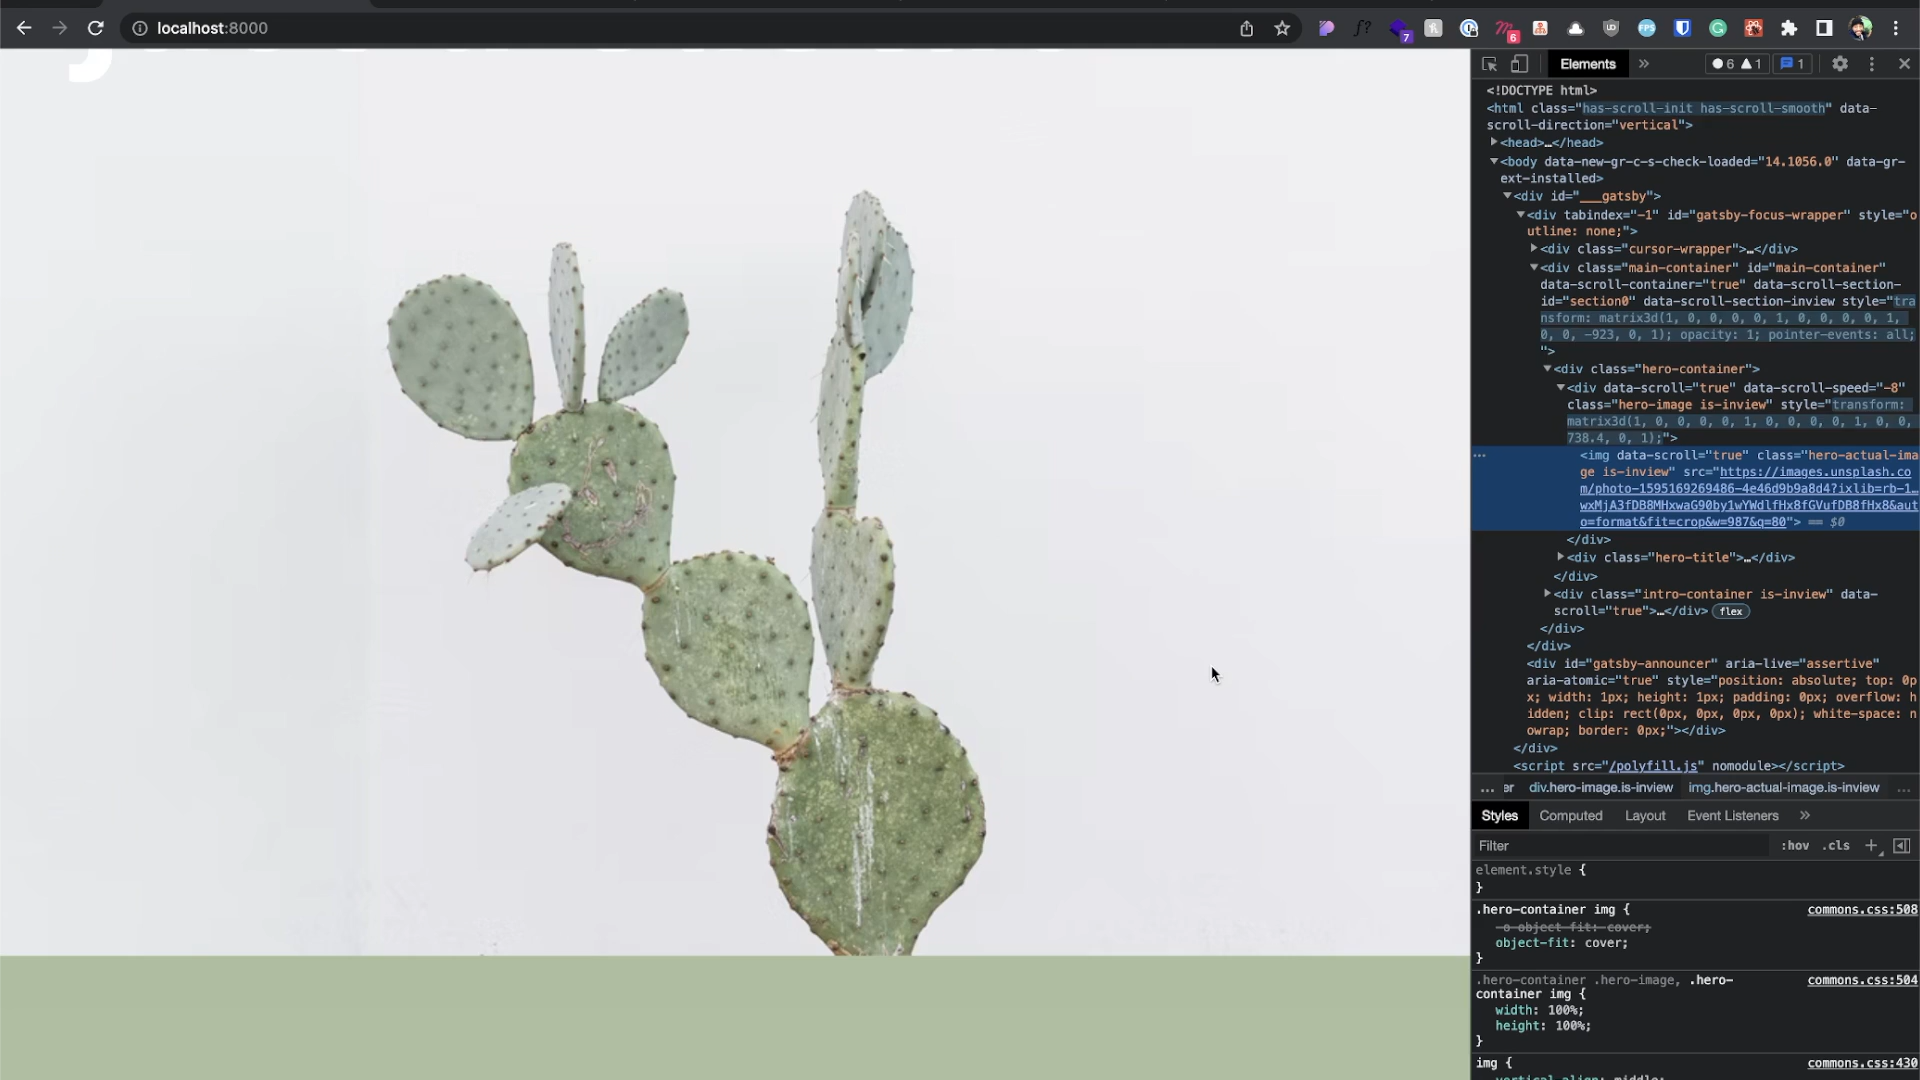 localhost:8000
7
6
Elements
6
1
1
<!DOCTYPE html>
<html class="has-scroll-init has-scroll-smooth" data-
scroll-direction="vertical">
<head>…</head>
<body data-new-gr-c-s-check-loaded="14.1056.0" data-gr-
ext-installed>
<div id="___gatsby">
<div tabindex="-1" id="gatsby-focus-wrapper" style="o
utline: none;">
<div class="cursor-wrapper">…</div>
<div class="main-container" id="main-container"
data-scroll-container="true" data-scroll-section-
id="section0" data-scroll-section-inview style="tra
nsform: matrix3d(1, 0, 0, 0, 0, 1, 0, 0, 0, 0, 1,
0, 0, -923, 0, 1); opacity: 1; pointer-events: all;
">
<div class="hero-container">
<div data-scroll="true" data-scroll-speed="-8"
class="hero-image is-inview" style="transform:
matrix3d(1, 0, 0, 0, 0, 1, 0, 0, 0, 0, 1, 0, 0,
738.4, 0, 1);">
<img data-scroll="true" class="hero-actual-ima
ge is-inview" src="https://images.unsplash.co
m/photo-1595169269486-4e46d9b9a8d4?ixlib=rb-1…
wxMjA3fDB8MHxwaG90by1wYWdlfHx8fGVufDB8fHx8&aut
o=format&fit=crop&w=987&q=80"> == $0
</div>
<div class="hero-title">…</div>
</div>
<div class="intro-container is-inview" data-
scroll="true">…</div> flex
</div>
</div>
<div id="gatsby-announcer" aria-live="assertive"
aria-atomic="true" style="position: absolute; top: 0p
x; width: 1px; height: 1px; padding: 0px; overflow: h
idden; clip: rect(0px, 0px, 0px, 0px); white-space: n
owrap; border: 0px;"></div>
</div>
<script src="/polyfill.js" nomodule></script>
… er div.hero-image.is-inview img.hero-actual-image.is-inview …
Styles Computed Layout Event Listeners
Filter :hov .cls
element.style {
}
.hero-container img { commons.css:508
-o-object-fit: cover;
object-fit: cover;
}
.hero-container .hero-image, .hero- commons.css:504
container img {
width: 100%;
height: 100%;
}
img { commons.css:430
vertical-align: middle;